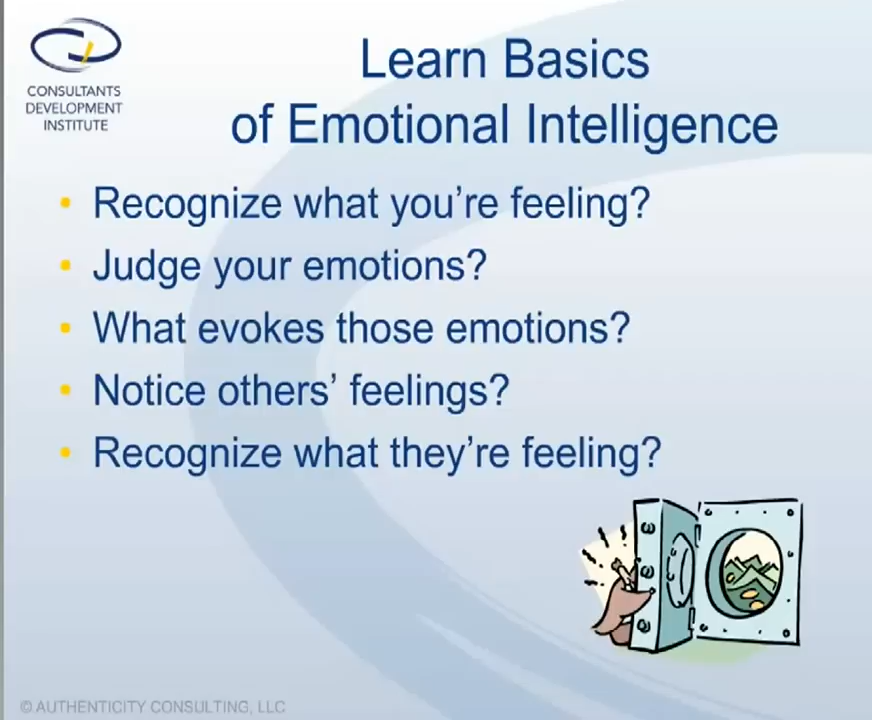 CONSULTANTS
DEVELOPMENT
INSTITUTE
Learn Basics
of Emotional Intelligence
• Recognize what you're feeling?
• Judge your emotions?
• What evokes those emotions?
• Notice others' feelings?
• Recognize what they're feeling?
© AUTHENTICITY CONSULTING, LLC